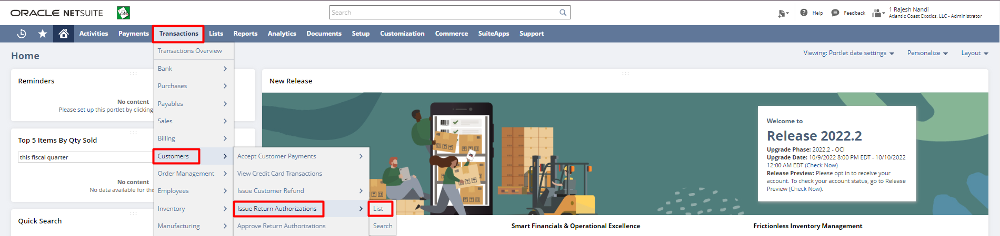 ORACLE NETSUITE
Search
Help
Feedback
1 Rajesh Nandi
Atlantic Coast Exotics, LLC - Administrator
Activities Payments Transactions Lists Reports Analytics Documents Setup Customization Commerce SuiteApps Support
Home
Viewing: Portlet date settings Personalize Layout
Transactions Overview
Bank
Purchases
Payables
Sales
Billing
Customers
Order Management
Employees
Inventory
Manufacturing
Accept Customer Payments
View Credit Card Transactions
Issue Customer Refund
Issue Return Authorizations
Approve Return Authorizations
List
Search
Reminders
No content
Please set up this portlet by clicking
Top 5 Items By Qty Sold
this fiscal quarter
No content
No data available for this
Quick Search
New Release
Welcome to
Release 2022.2
Upgrade Phase: 2022.2 - OCI
Upgrade Date: 10/9/2022 8:00 PM EDT - 10/10/2022
12:00 AM EDT (Check Now)
Release Preview: Please opt in to receive your
account. To check your account status, go to Release
Preview (Check Now).
Smart Financials & Operational Excellence
Frictionless Inventory Management